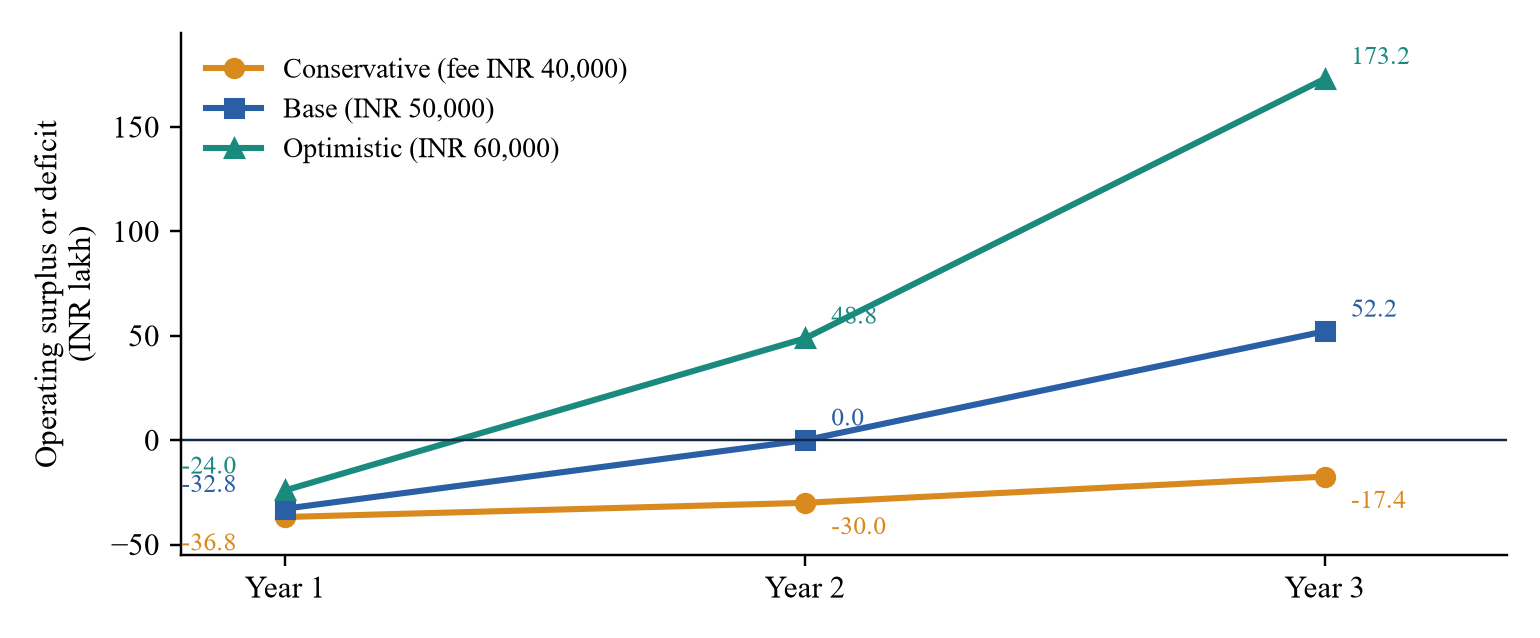 Operating surplus or deficit
(INR lakh)
150
100
50
0
−50
Conservative (fee INR 40,000)
Base (INR 50,000)
Optimistic (INR 60,000)
173.2
48.8
52.2
0.0
-24.0
-32.8
-36.8
-30.0
-17.4
Year 1
Year 2
Year 3